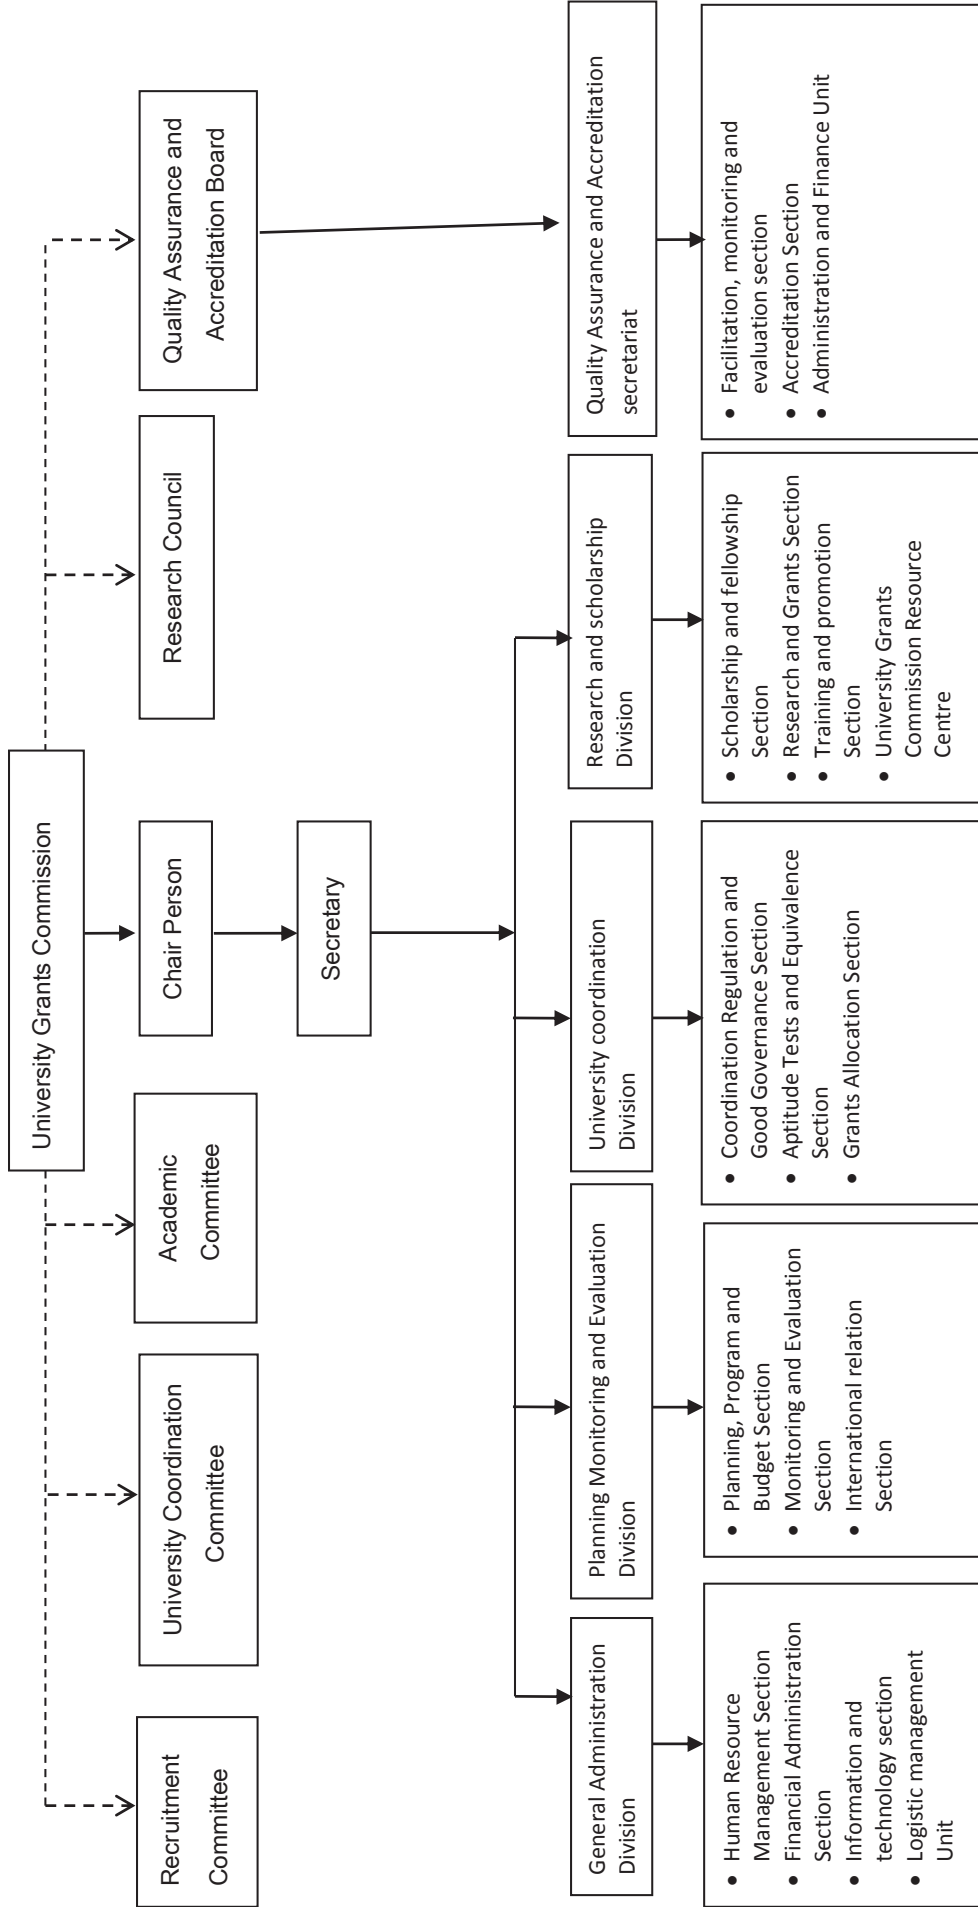 University Grants Commission
Recruitment
Committee
University Coordination
Committee
Academic
Committee
Chair Person
Research Council
Quality Assurance and
Accreditation Board
Secretary
General Administration
Division
Planning Monitoring and Evaluation
Division
University coordination
Division
Research and scholarship
Division
Quality Assurance and Accreditation
secretariat
• Human Resource
Management Section
• Financial Administration
Section
• Information and
technology section
• Logistic management
Unit
• Planning, Program and
Budget Section
• Monitoring and Evaluation
Section
• International relation
Section
• Coordination Regulation and
Good Governance Section
• Aptitude Tests and Equivalence
Section
• Grants Allocation Section
• Scholarship and fellowship
Section
• Research and Grants Section
• Training and promotion
Section
• University Grants
Commission Resource
Centre
• Facilitation, monitoring and
evaluation section
• Accreditation Section
• Administration and Finance Unit